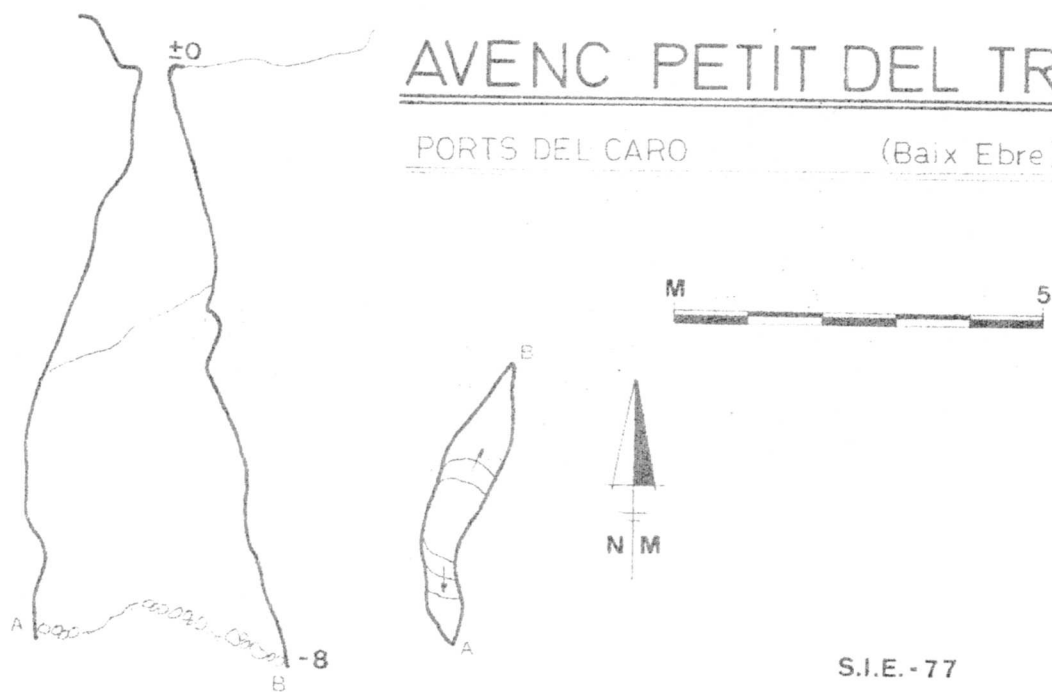 ±0
AVENC PETIT DEL TR
PORTS DEL CARO (Baix Ebre
M 5
B
N M
A
A
-8
B
S.I.E.-77